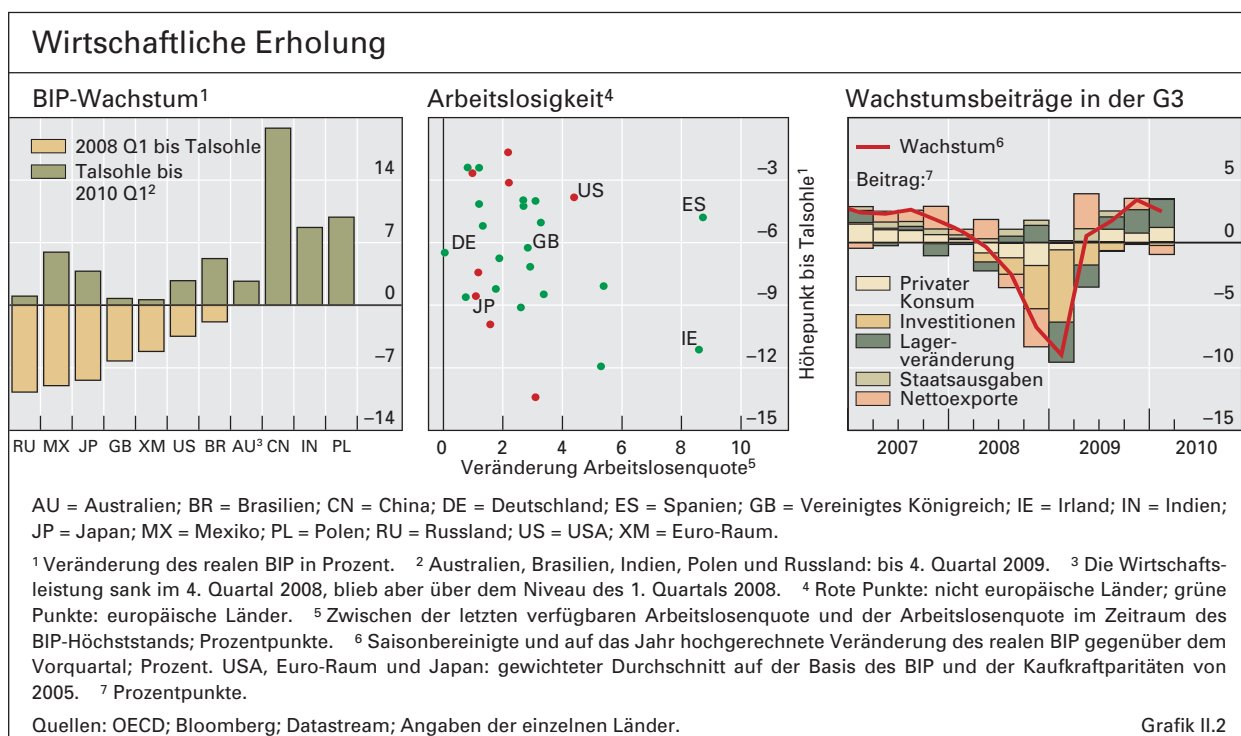 Wirtschaftliche Erholung
BIP-Wachstum¹
2008 Q1 bis Talsohle
Talsohle bis
2010 Q1²
14
7
0
–7
–14
RU MX JP GB XM US BR AU³ CN IN PL
Arbeitslosigkeit⁴
US
ES
DE
GB
JP
IE
–3
–6
–9
–12
–15
Höhepunkt bis Talsohle¹
0 2 4 6 8 10
Veränderung Arbeitslosenquote⁵
Wachstumsbeiträge in der G3
Wachstum⁶
Beitrag:⁷
Privater
Konsum
Investitionen
Lager-
veränderung
Staatsausgaben
Nettoexporte
5
0
–5
–10
–15
2007 2008 2009 2010
AU = Australien; BR = Brasilien; CN = China; DE = Deutschland; ES = Spanien; GB = Vereinigtes Königreich; IE = Irland; IN = Indien;
JP = Japan; MX = Mexiko; PL = Polen; RU = Russland; US = USA; XM = Euro-Raum.
¹ Veränderung des realen BIP in Prozent. ² Australien, Brasilien, Indien, Polen und Russland: bis 4. Quartal 2009. ³ Die Wirtschafts-
leistung sank im 4. Quartal 2008, blieb aber über dem Niveau des 1. Quartals 2008. ⁴ Rote Punkte: nicht europäische Länder; grüne
Punkte: europäische Länder. ⁵ Zwischen der letzten verfügbaren Arbeitslosenquote und der Arbeitslosenquote im Zeitraum des
BIP-Höchststands; Prozentpunkte. ⁶ Saisonbereinigte und auf das Jahr hochgerechnete Veränderung des realen BIP gegenüber dem
Vorquartal; Prozent. USA, Euro-Raum und Japan: gewichteter Durchschnitt auf der Basis des BIP und der Kaufkraftparitäten von
2005. ⁷ Prozentpunkte.
Quellen: OECD; Bloomberg; Datastream; Angaben der einzelnen Länder. Grafik II.2